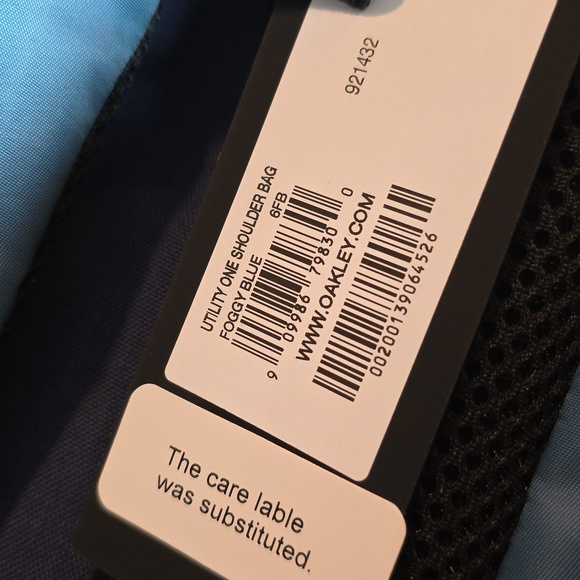 921432
UTILITY ONE SHOULDER BAG
FOGGY BLUE 6FB
9 09986 79830 0
WWW.OAKLEY.COM
00200139064526
The care lable
was substituted.